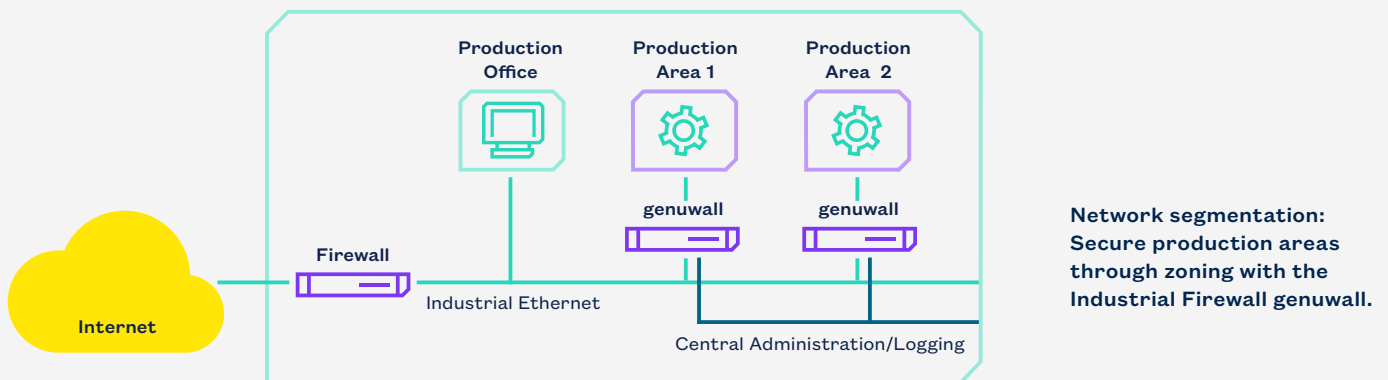 Production
Office
Production
Area 1
Production
Area 2
genuwall
genuwall
Firewall
Industrial Ethernet
Internet
Central Administration/Logging
Network segmentation:
Secure production areas
through zoning with the
Industrial Firewall genuwall.